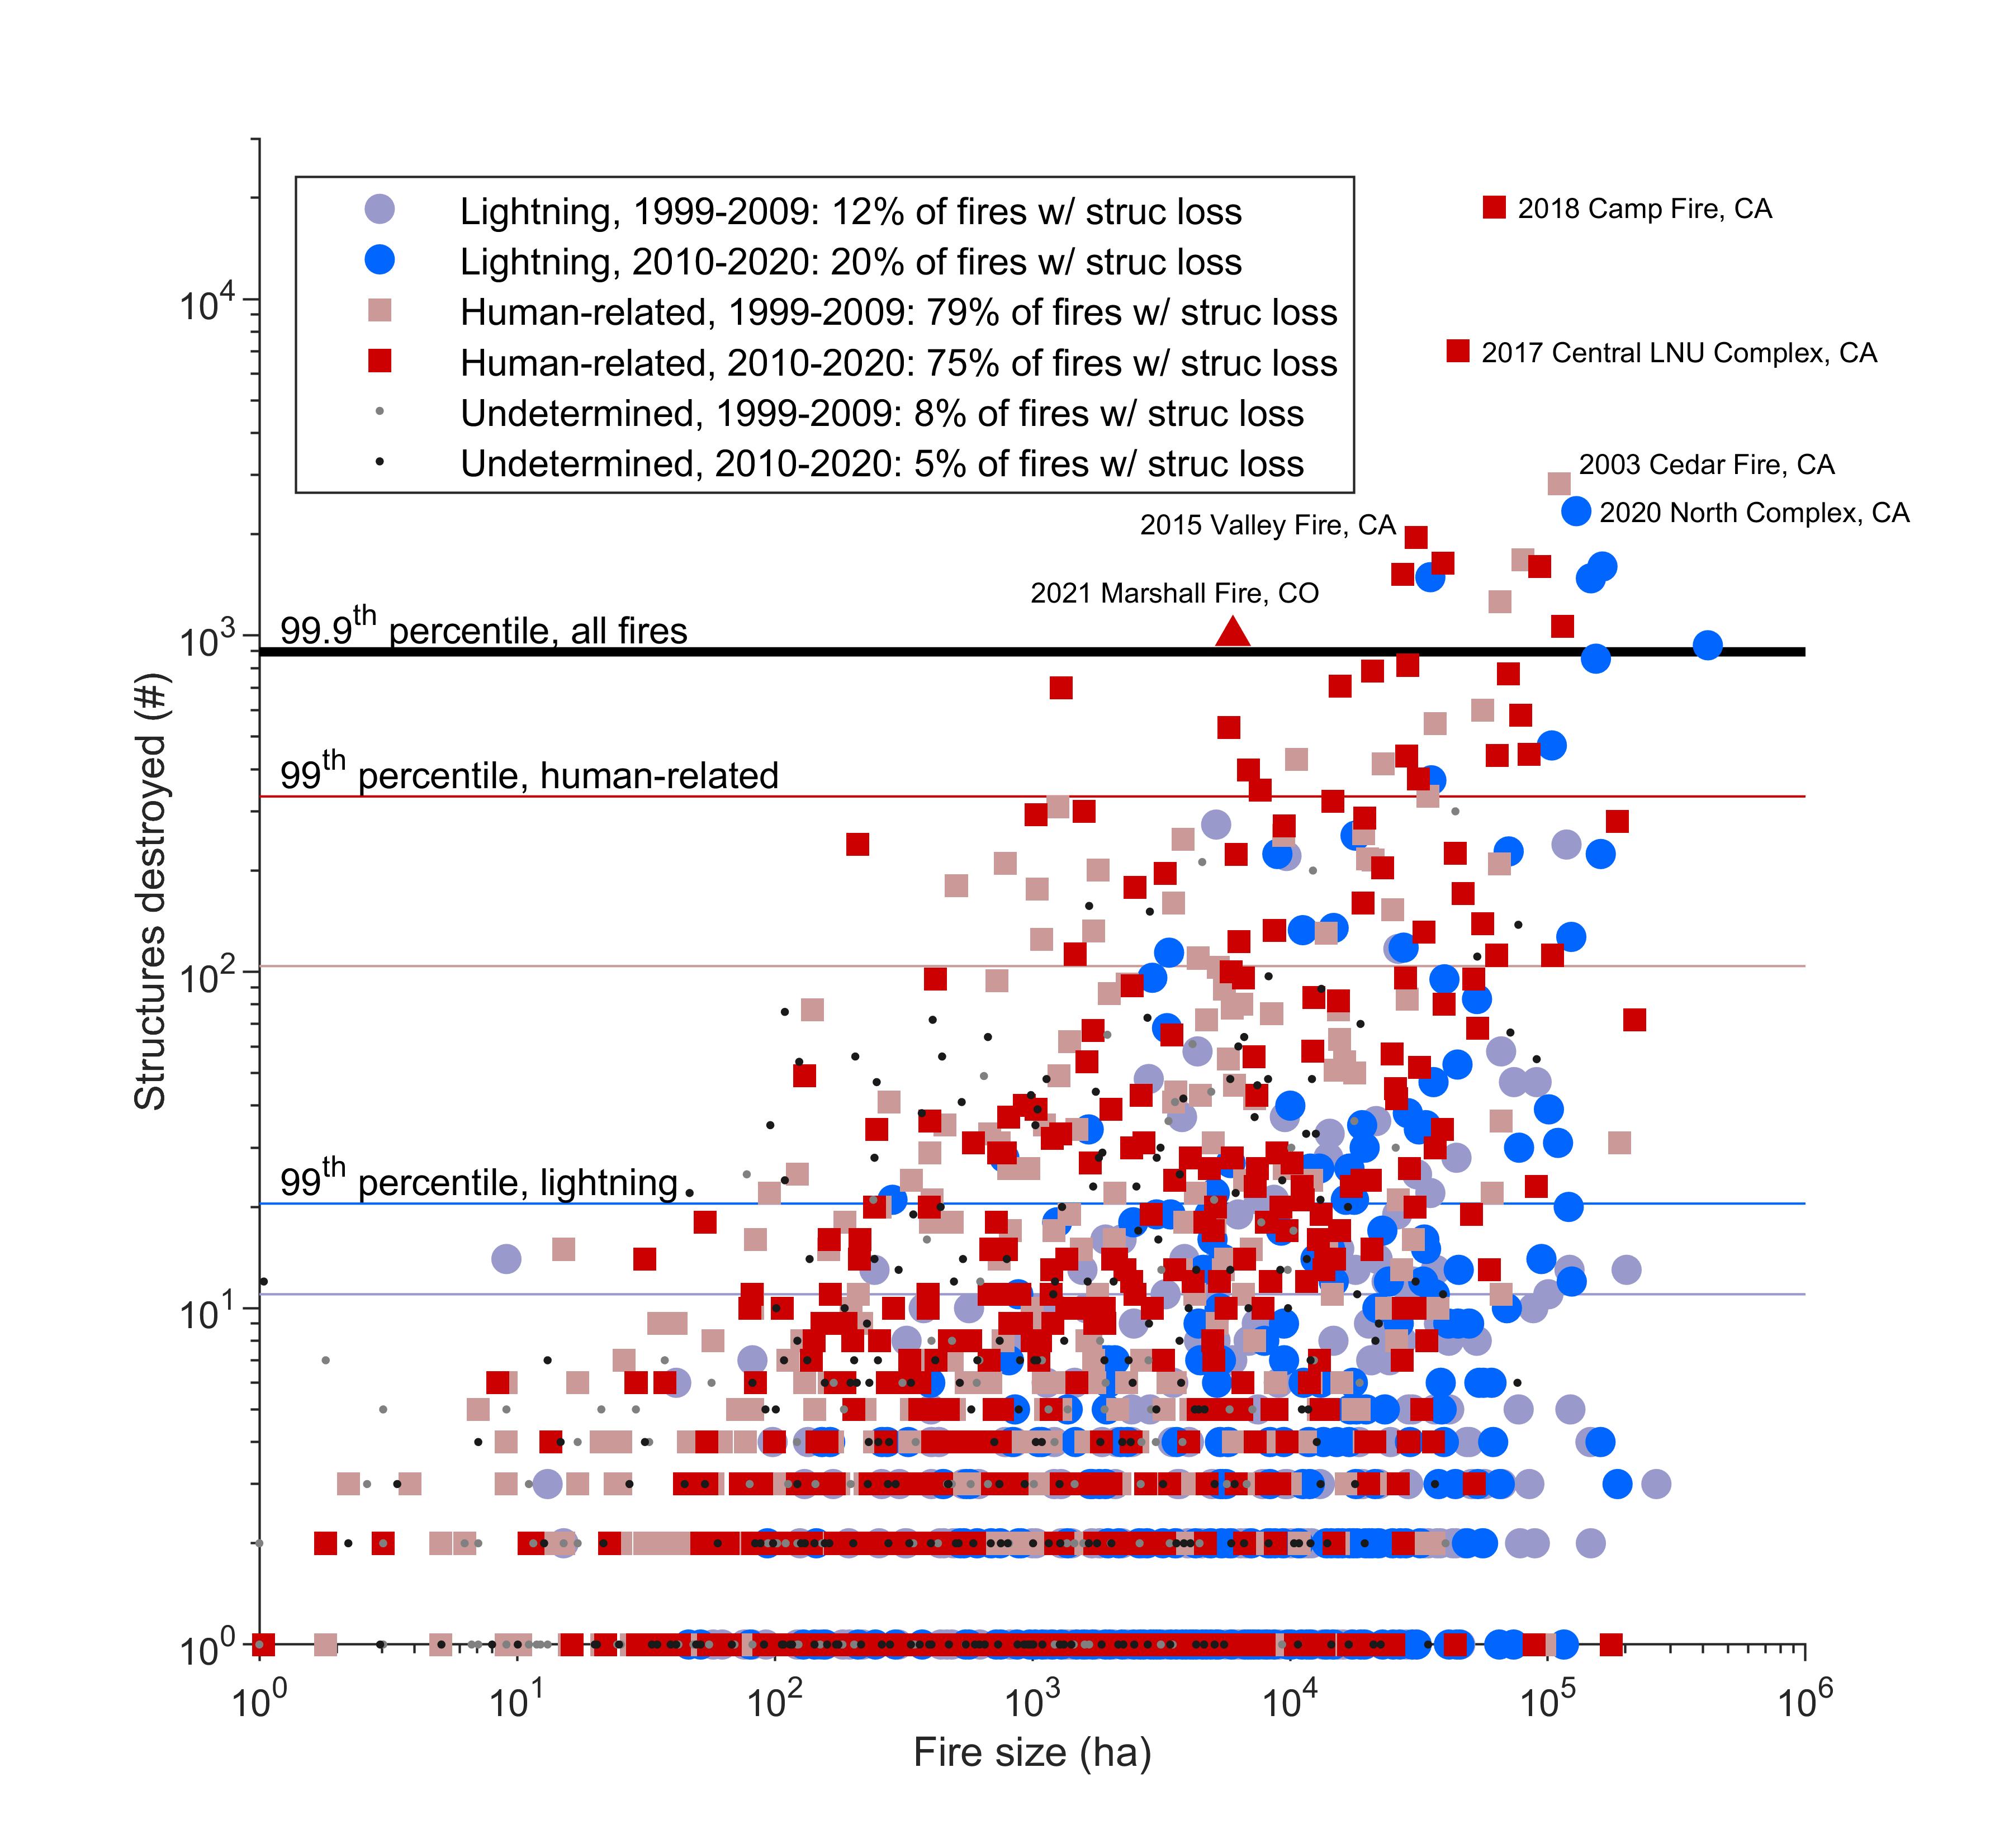 Lightning, 1999-2009: 12% of fires w/ struc loss
Lightning, 2010-2020: 20% of fires w/ struc loss
Human-related, 1999-2009: 79% of fires w/ struc loss
Human-related, 2010-2020: 75% of fires w/ struc loss
Undetermined, 1999-2009: 8% of fires w/ struc loss
Undetermined, 2010-2020: 5% of fires w/ struc loss
2018 Camp Fire, CA
2017 Central LNU Complex, CA
2003 Cedar Fire, CA
2020 North Complex, CA
2015 Valley Fire, CA
2021 Marshall Fire, CO
99.9th percentile, all fires
99th percentile, human-related
99th percentile, lightning
Structures destroyed (#)
10^4
10^3
10^2
10^1
10^0
10^0 10^1 10^2 10^3 10^4 10^5 10^6
Fire size (ha)